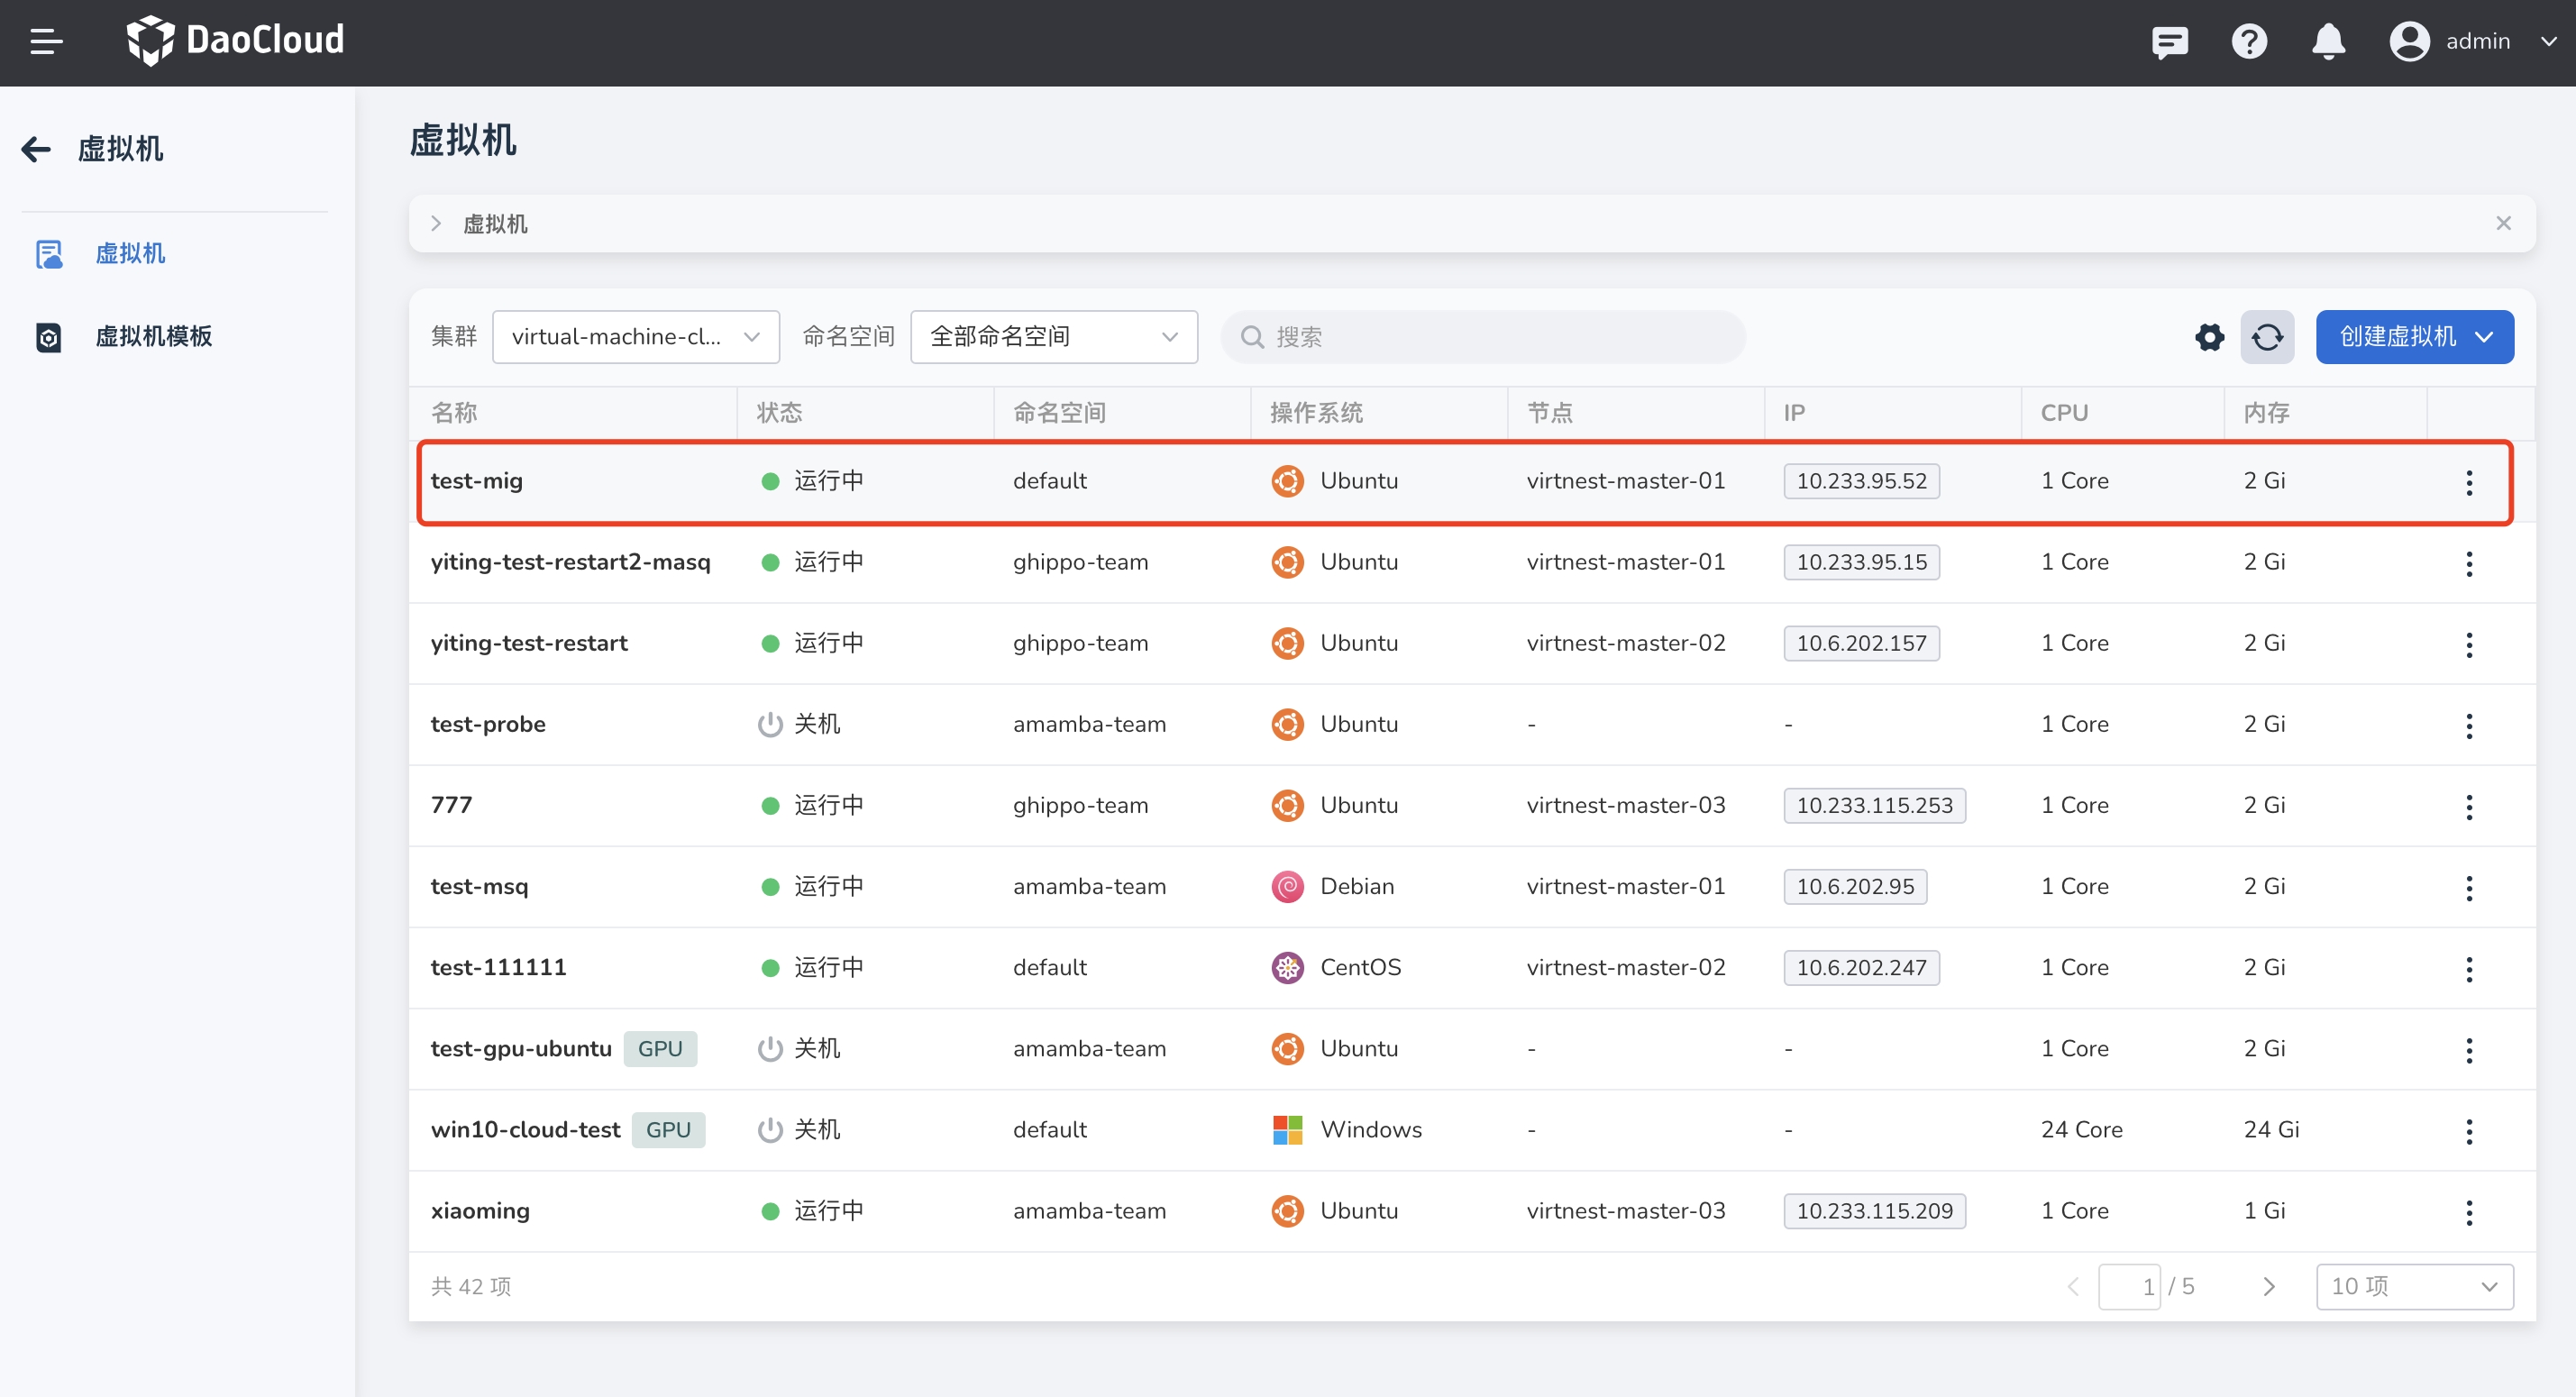 DaoCloud
admin
虚拟机
虚拟机
虚拟机模板
虚拟机
虚拟机
集群 virtual-machine-cl... 命名空间 全部命名空间 搜索 创建虚拟机
名称 状态 命名空间 操作系统 节点 IP CPU 内存
test-mig 运行中 default Ubuntu virtnest-master-01 10.233.95.52 1 Core 2 Gi
yiting-test-restart2-masq 运行中 ghippo-team Ubuntu virtnest-master-01 10.233.95.15 1 Core 2 Gi
yiting-test-restart 运行中 ghippo-team Ubuntu virtnest-master-02 10.6.202.157 1 Core 2 Gi
test-probe 关机 amamba-team Ubuntu - - 1 Core 2 Gi
777 运行中 ghippo-team Ubuntu virtnest-master-03 10.233.115.253 1 Core 2 Gi
test-msq 运行中 amamba-team Debian virtnest-master-01 10.6.202.95 1 Core 2 Gi
test-111111 运行中 default CentOS virtnest-master-02 10.6.202.247 1 Core 2 Gi
test-gpu-ubuntu GPU 关机 amamba-team Ubuntu - - 1 Core 2 Gi
win10-cloud-test GPU 关机 default Windows - - 24 Core 24 Gi
xiaoming 运行中 amamba-team Ubuntu virtnest-master-03 10.233.115.209 1 Core 1 Gi
共 42 项 1 / 5 10 项